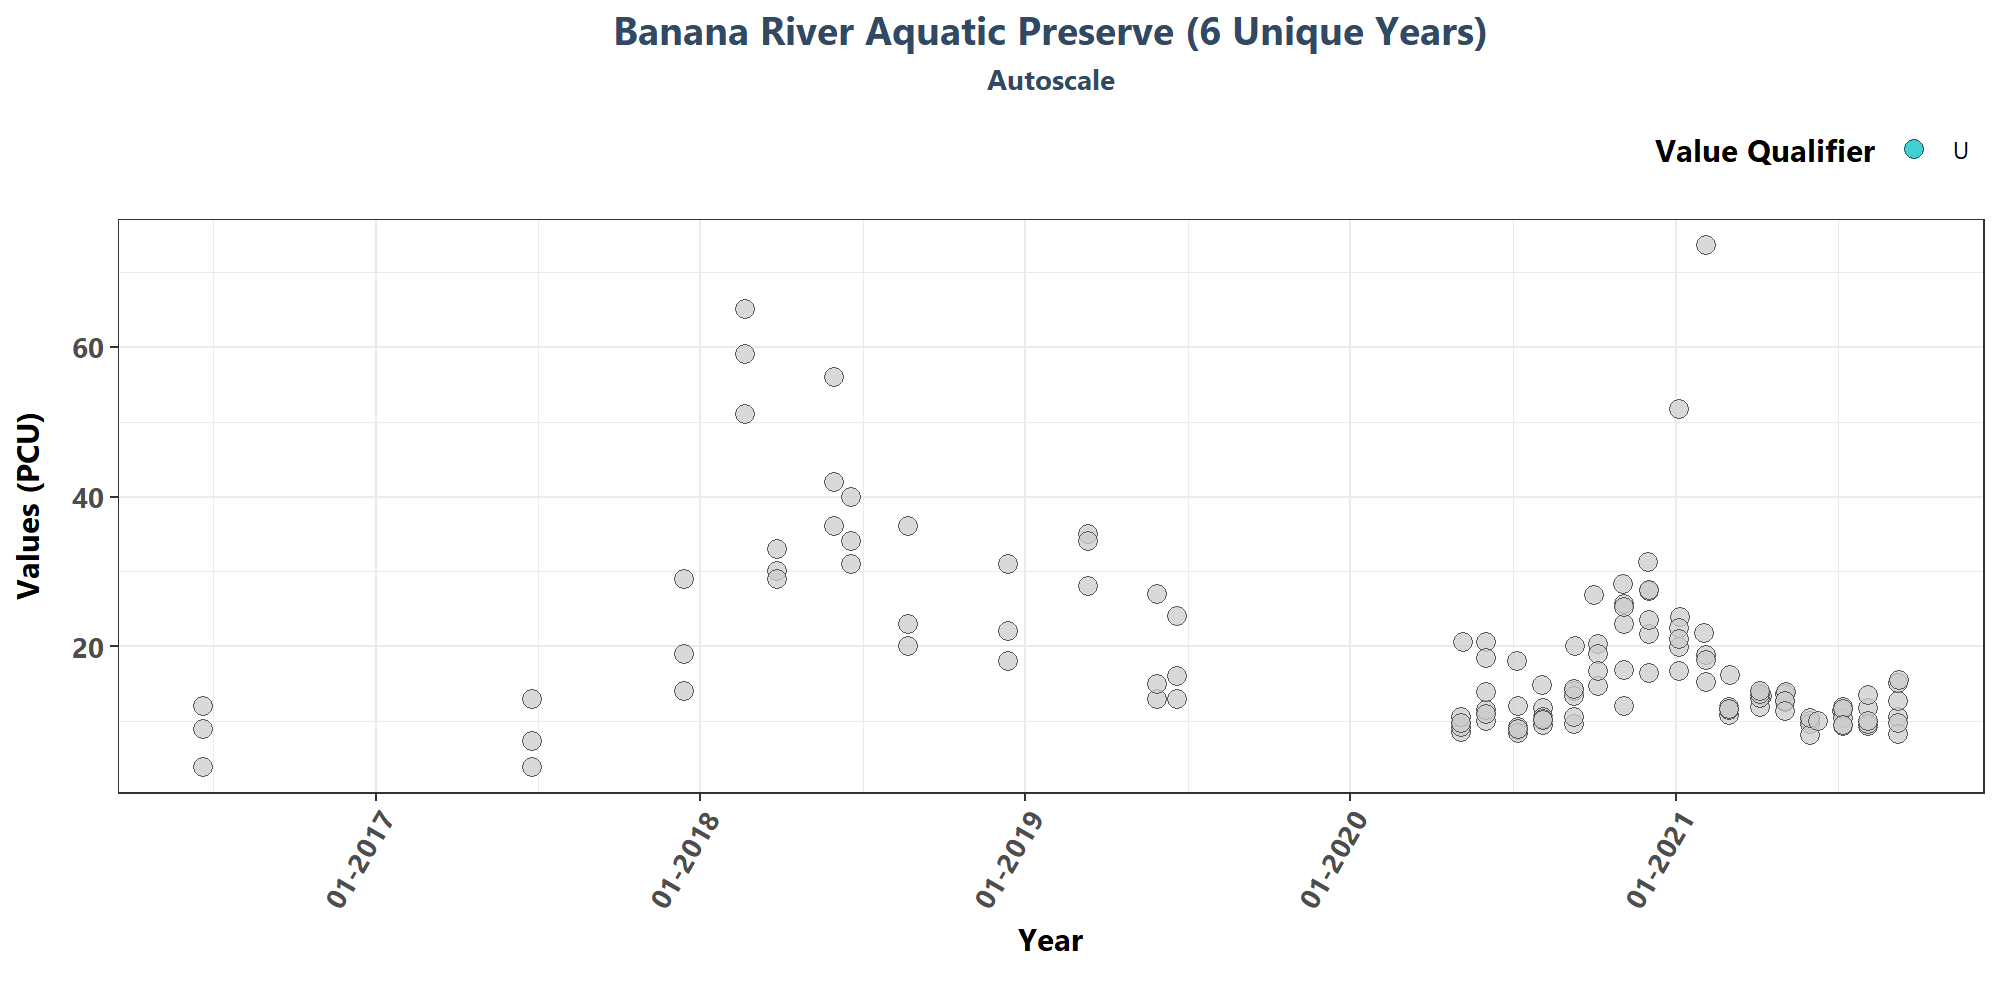 Banana River Aquatic Preserve (6 Unique Years)
Autoscale
Value Qualifier U
Values (PCU)
60
40
20
01-2017
01-2018
01-2019
01-2020
01-2021
Year